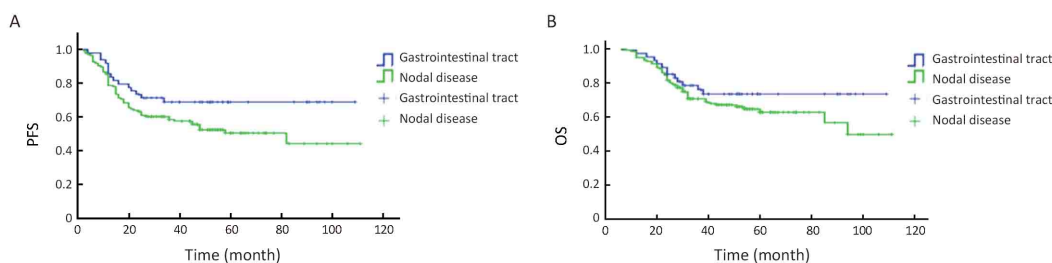 A
PFS
1.0
0.8
0.6
0.4
0.2
0
0 20 40 60 80 100 120
Time (month)
Gastrointestinal tract
Nodal disease
Gastrointestinal tract
Nodal disease
B
OS
1.0
0.8
0.6
0.4
0.2
0
0 20 40 60 80 100 120
Time (month)
Gastrointestinal tract
Nodal disease
Gastrointestinal tract
Nodal disease